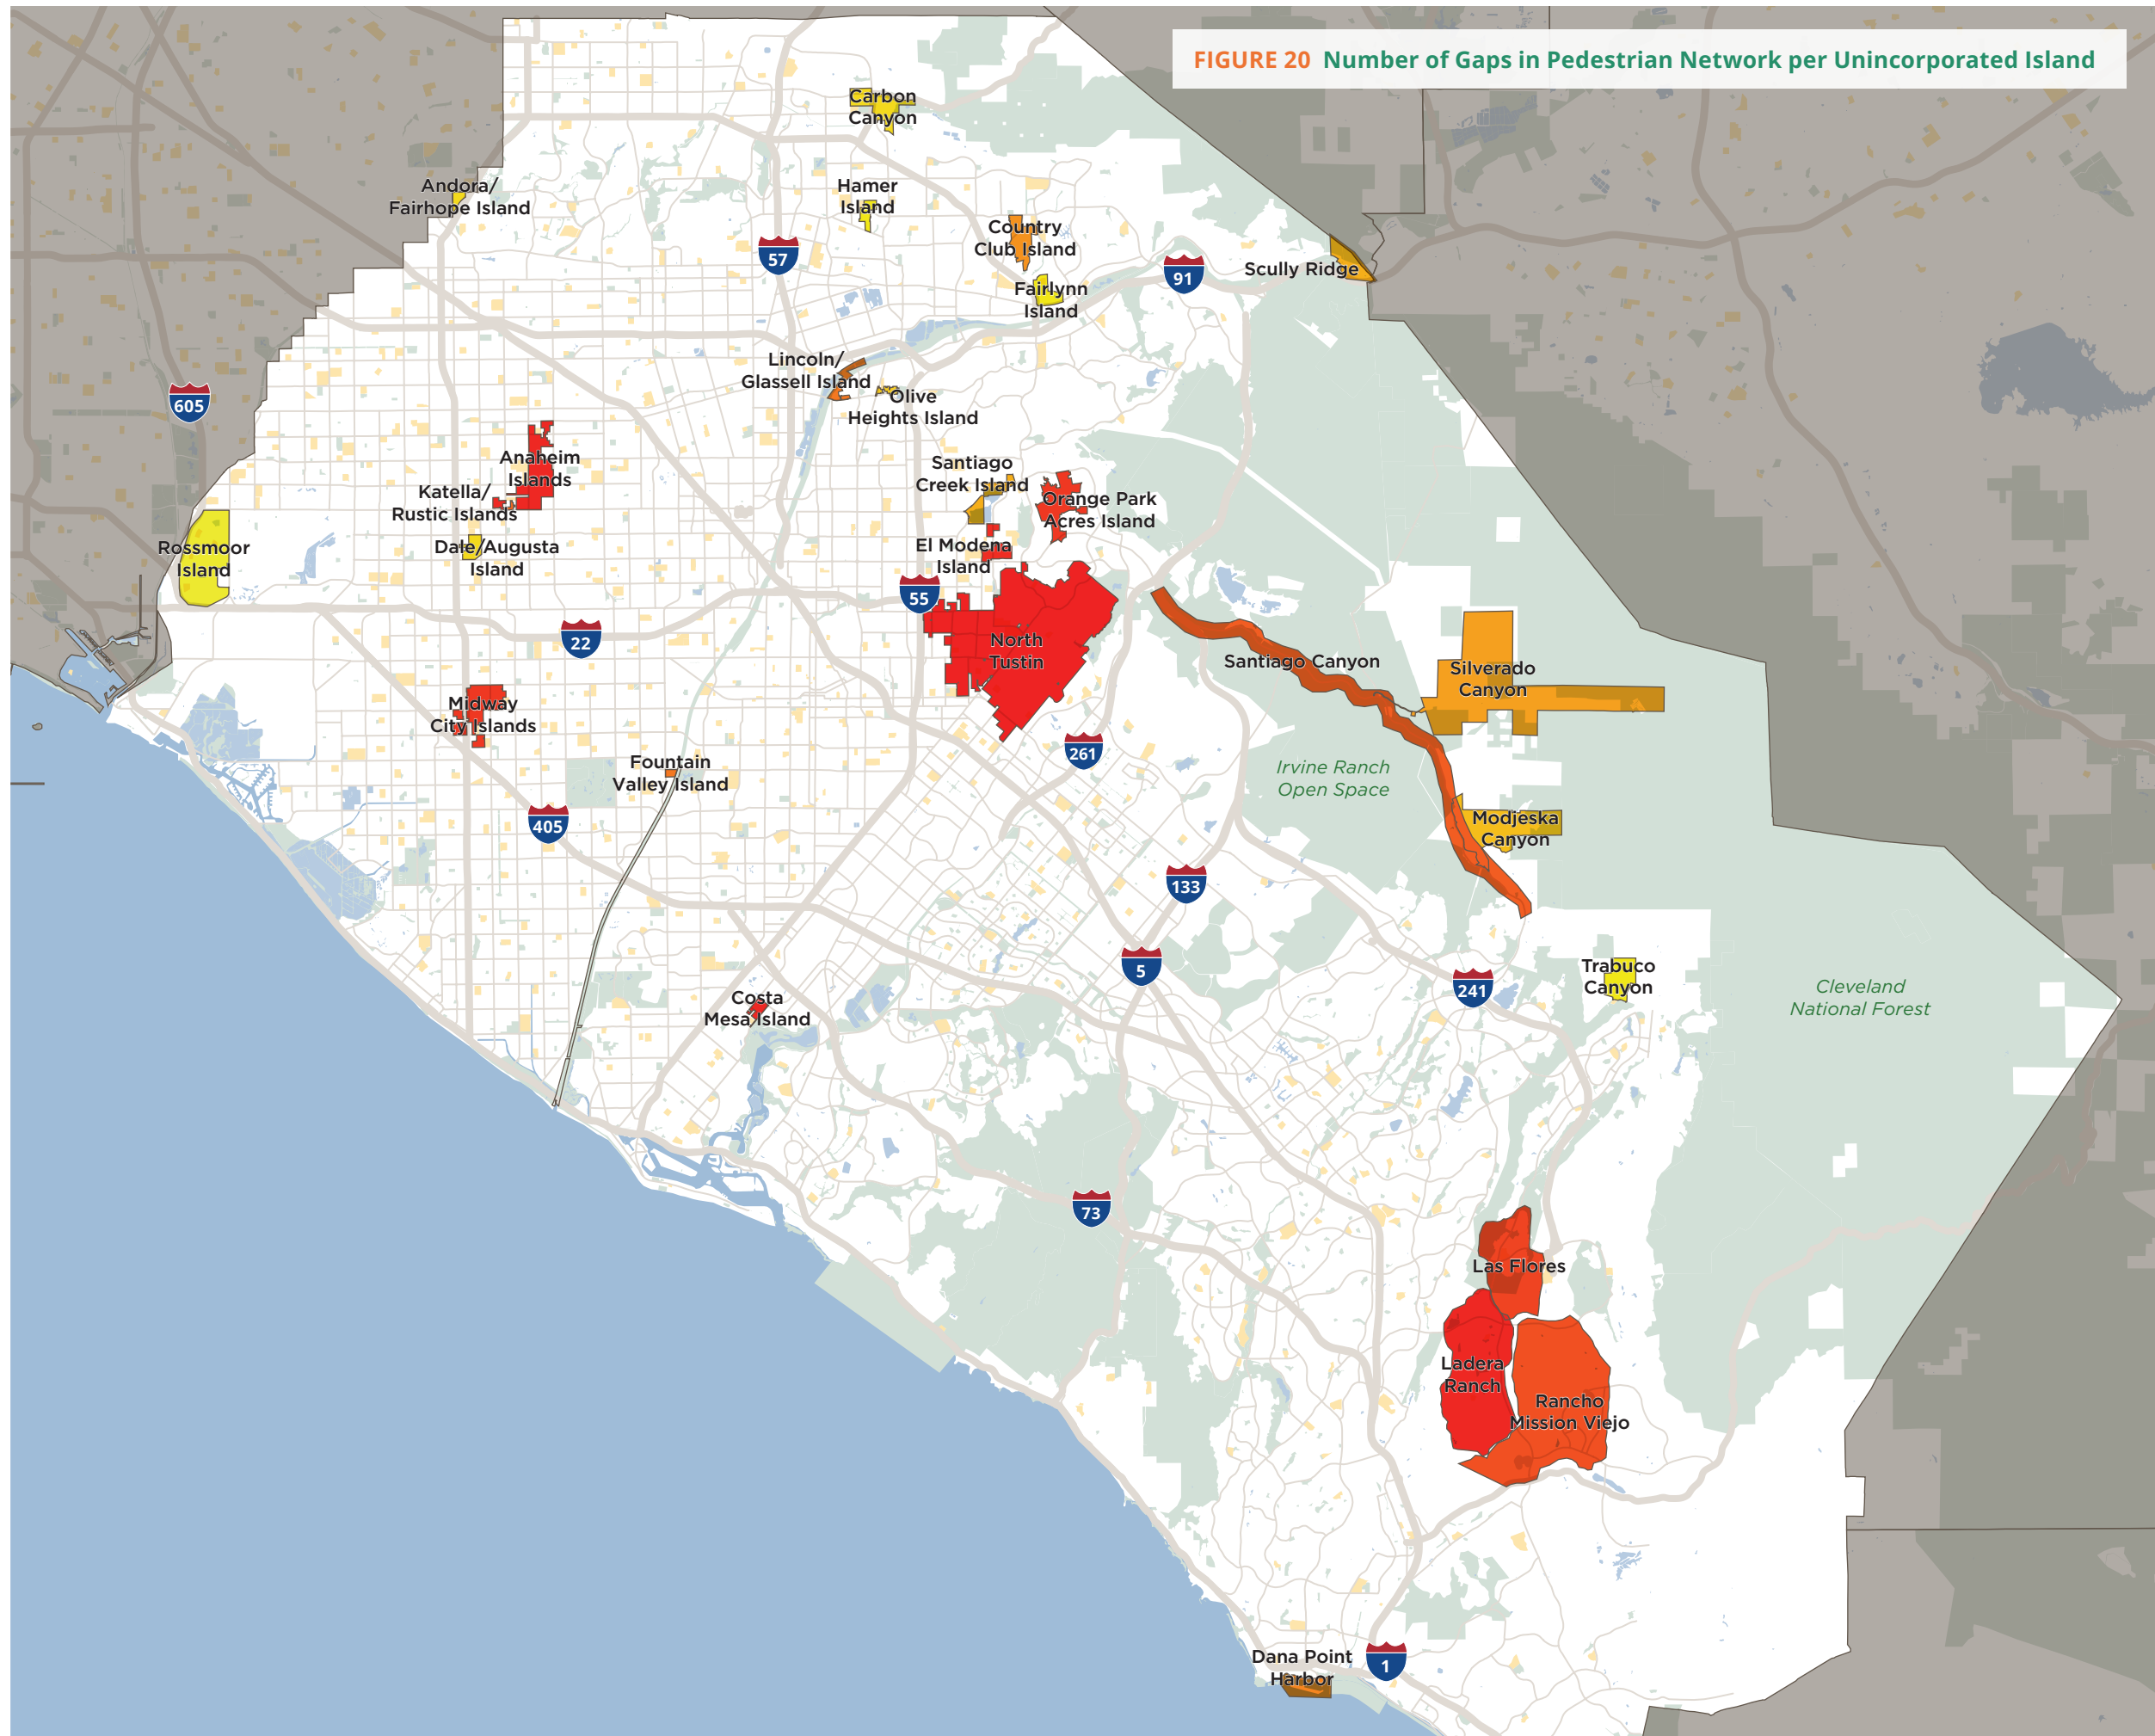 FIGURE 20 Number of Gaps in Pedestrian Network per Unincorporated Island
Carbon
Canyon
Andora/
Fairhope Island
Hamer
Island
Country
Club Island
57
91
Scully Ridge
Fairlynn
Island
Lincoln/
Glassell Island
Olive
Heights Island
605
Anaheim
Islands
Katella/
Rustic Islands
Santiago
Creek Island
Orange Park
Acres Island
Rossmoor
Island
Dale/Augusta
Island
El Modena
Island
55
22
North
Tustin
Santiago Canyon
Silverado
Canyon
Midway
City Islands
261
Fountain
Valley Island
Irvine Ranch
Open Space
405
Modjeska
Canyon
133
5
241
Trabuco
Canyon
Cleveland
National Forest
Costa
Mesa Island
73
Las Flores
Ladera
Ranch
Rancho
Mission Viejo
Dana Point
Harbor
1